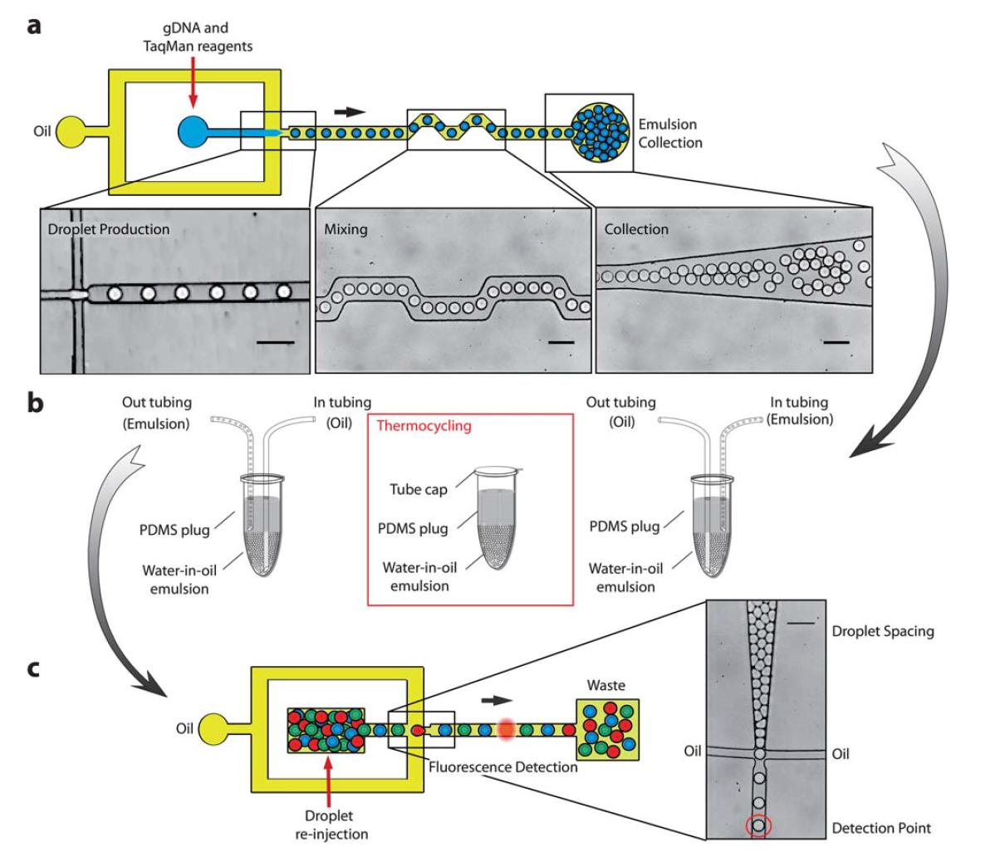 a
gDNA and
TaqMan reagents
Oil
Emulsion
Collection
Droplet Production
Mixing
Collection
b
Out tubing
(Emulsion)
In tubing
(Oil)
Thermocycling
Tube cap
PDMS plug
Water-in-oil
emulsion
PDMS plug
Water-in-oil
emulsion
Out tubing
(Oil)
In tubing
(Emulsion)
PDMS plug
Water-in-oil
emulsion
c
Oil
Waste
Fluorescence Detection
Droplet
re-injection
Droplet Spacing
Oil
Oil
Detection Point